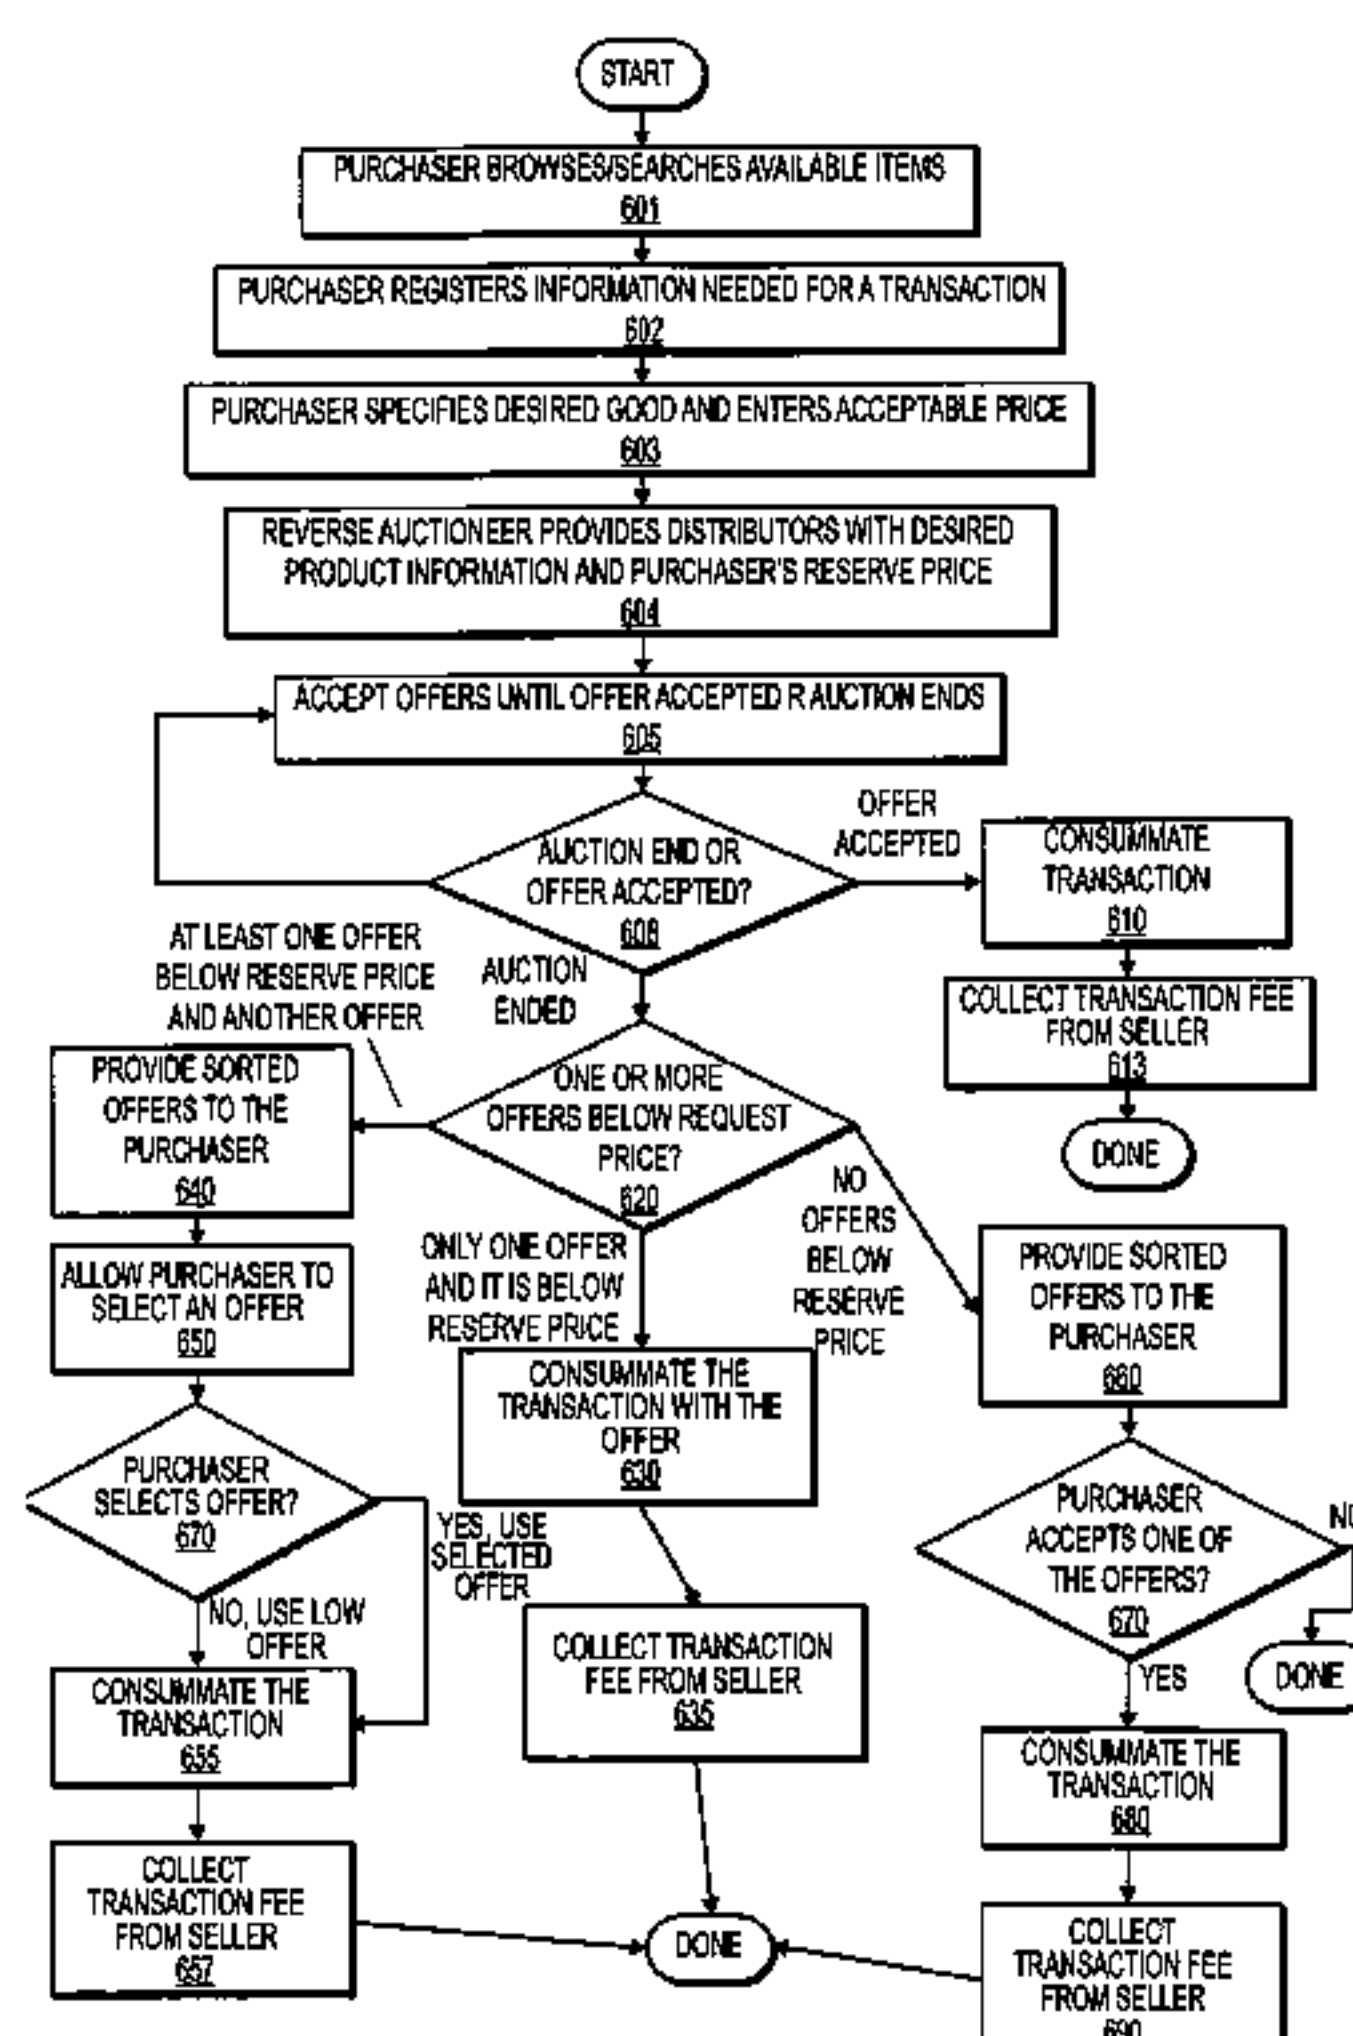 START
PURCHASER BROWSES/SEARCHES AVAILABLE ITEMS
601
PURCHASER REGISTERS INFORMATION NEEDED FOR A TRANSACTION
602
PURCHASER SPECIFIES DESIRED GOOD AND ENTERS ACCEPTABLE PRICE
603
REVERSE AUCTIONEER PROVIDES DISTRIBUTORS WITH DESIRED
PRODUCT INFORMATION AND PURCHASER'S RESERVE PRICE
604
ACCEPT OFFERS UNTIL OFFER ACCEPTED R AUCTION ENDS
605
AUCTION END OR
OFFER ACCEPTED?
608
OFFER
ACCEPTED
CONSUMMATE
TRANSACTION
610
COLLECT TRANSACTION FEE
FROM SELLER
613
DONE
AT LEAST ONE OFFER
BELOW RESERVE PRICE
AND ANOTHER OFFER
AUCTION
ENDED
ONE OR MORE
OFFERS BELOW REQUEST
PRICE?
620
PROVIDE SORTED
OFFERS TO THE
PURCHASER
640
ALLOW PURCHASER TO
SELECT AN OFFER
650
PURCHASER
SELECTS OFFER?
670
YES, USE
SELECTED
OFFER
NO, USE LOW
OFFER
CONSUMMATE THE
TRANSACTION
655
COLLECT
TRANSACTION FEE
FROM SELLER
657
ONLY ONE OFFER
AND IT IS BELOW
RESERVE PRICE
CONSUMMATE THE
TRANSACTION WITH THE
OFFER
630
COLLECT TRANSACTION
FEE FROM SELLER
635
DONE
NO
OFFERS
BELOW
RESERVE
PRICE
PROVIDE SORTED
OFFERS TO THE
PURCHASER
660
PURCHASER
ACCEPTS ONE OF
THE OFFERS?
670
NO
DONE
YES
CONSUMMATE THE
TRANSACTION
680
COLLECT
TRANSACTION FEE
FROM SELLER
690